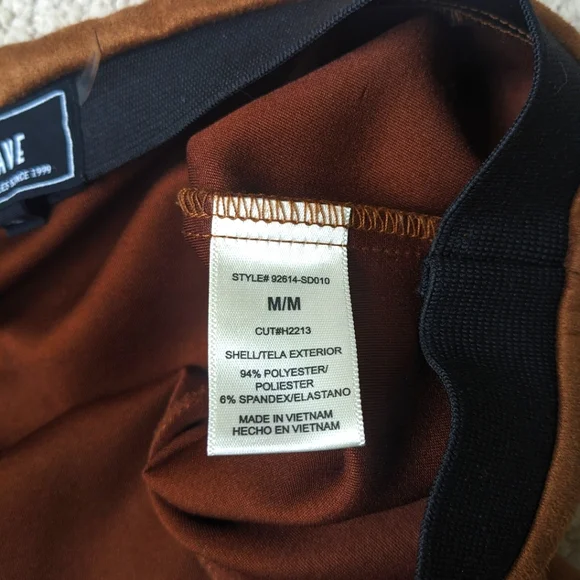 AVE
ES SINCE 1999
STYLE# 92614-SD010
M/M
CUT#H2213
SHELL/TELA EXTERIOR
94% POLYESTER/
POLIESTER
6% SPANDEX/ELASTANO
MADE IN VIETNAM
HECHO EN VIETNAM